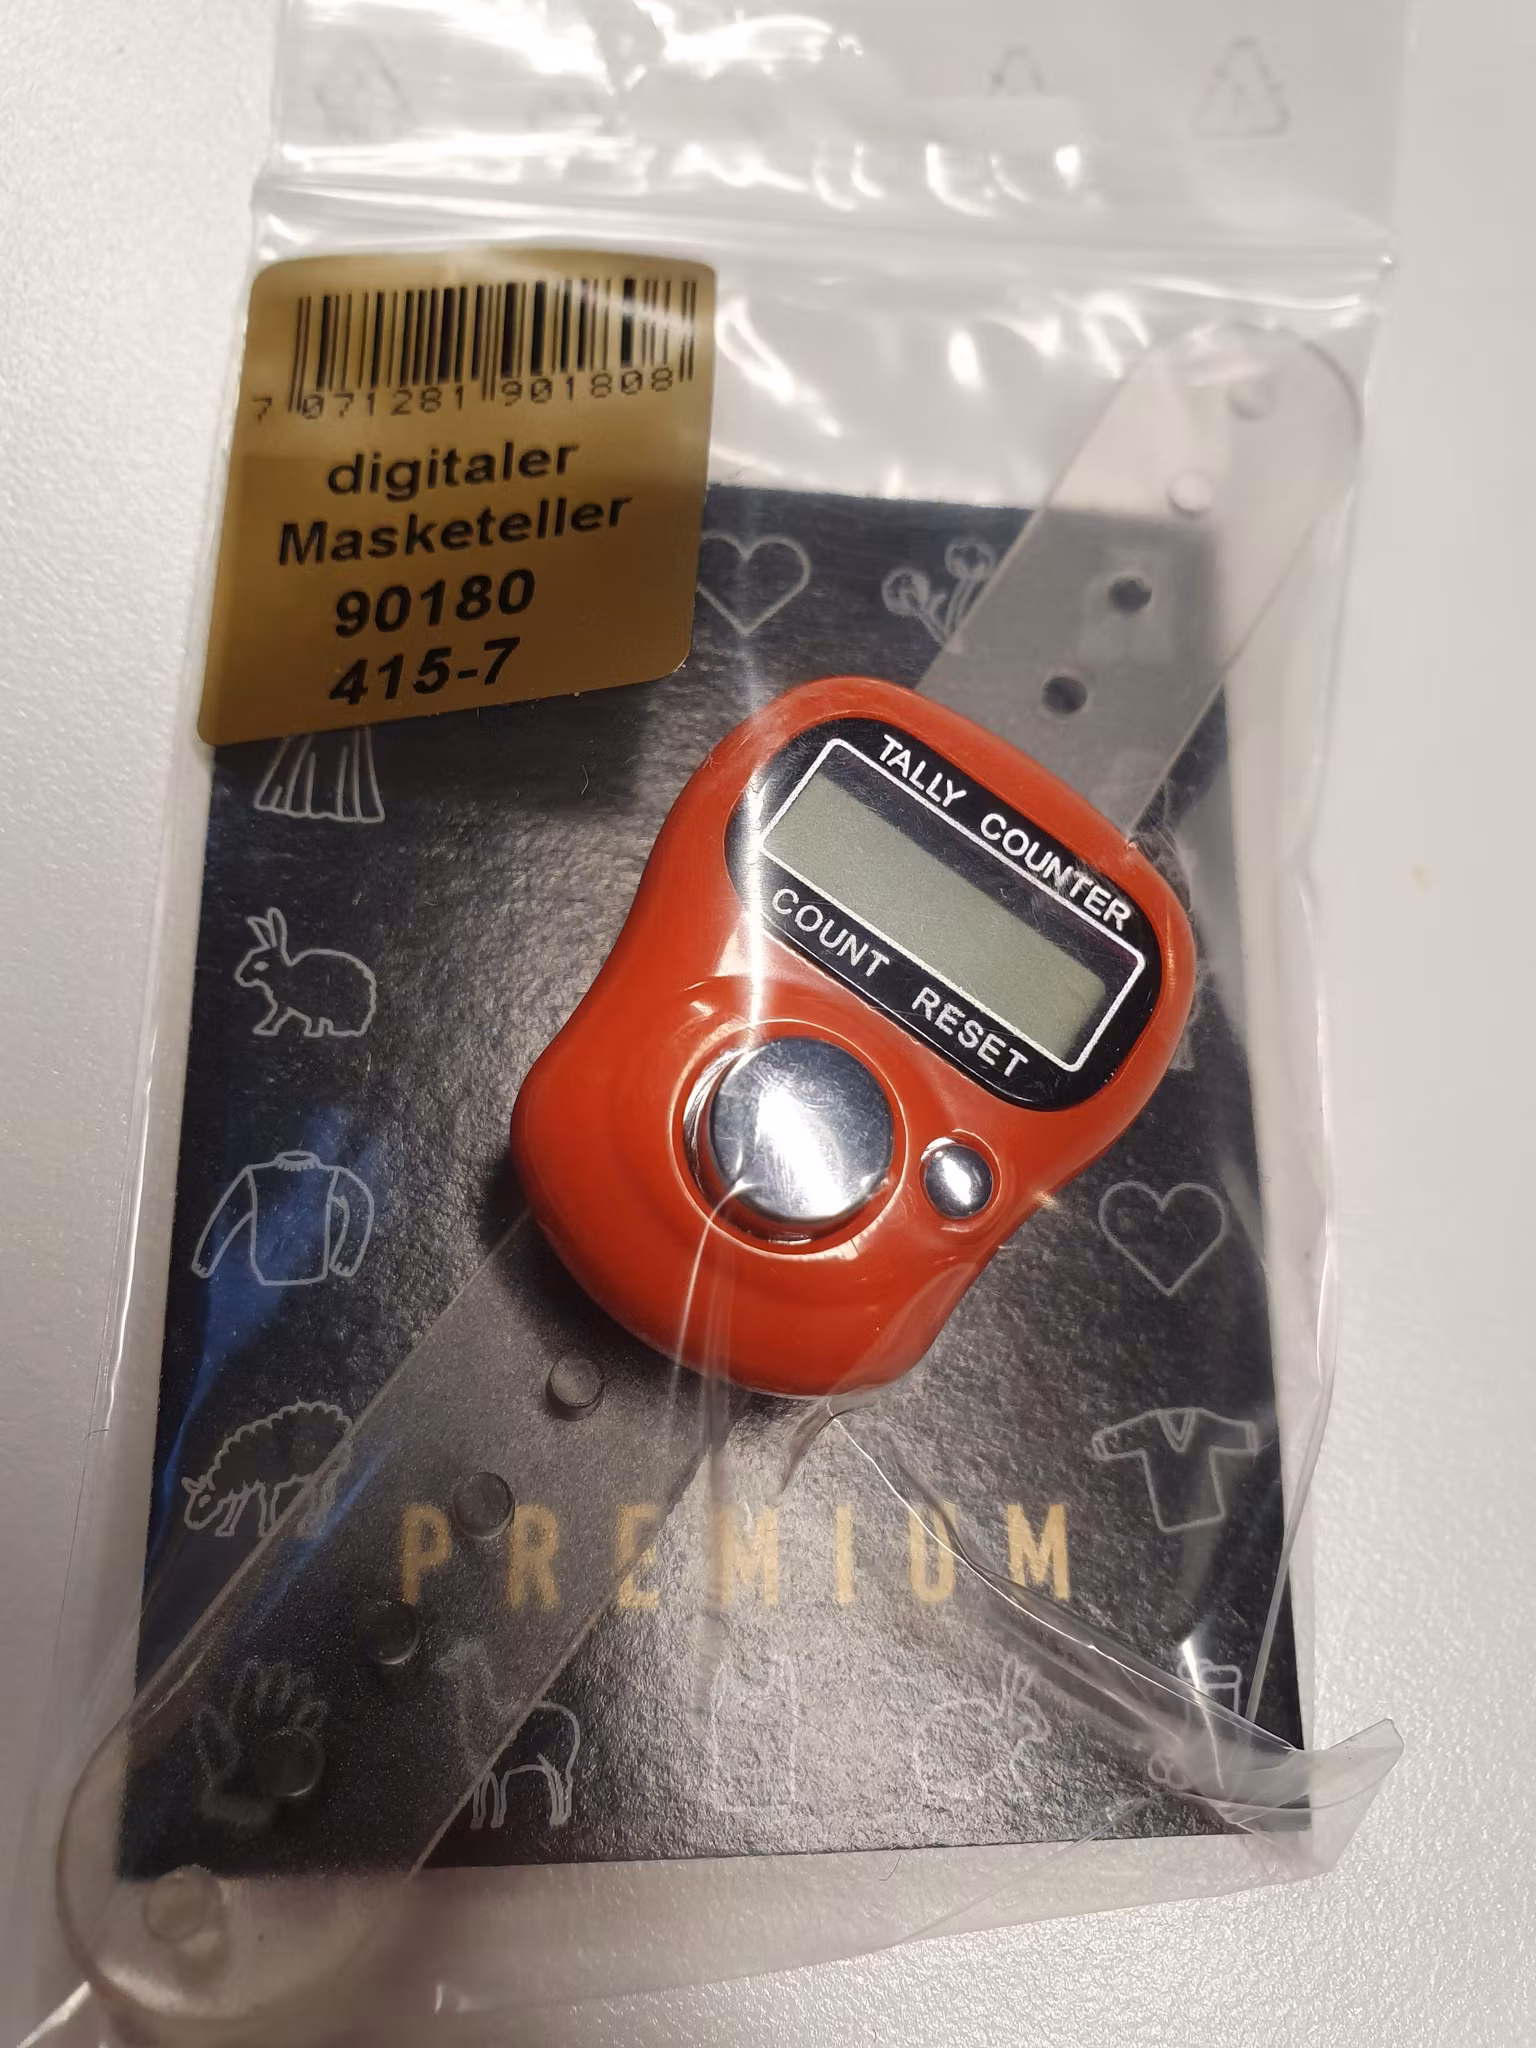 7 071281 901808
digitaler
Masketeller
90180
415-7
TALLY COUNTER
COUNT RESET
PREMIUM